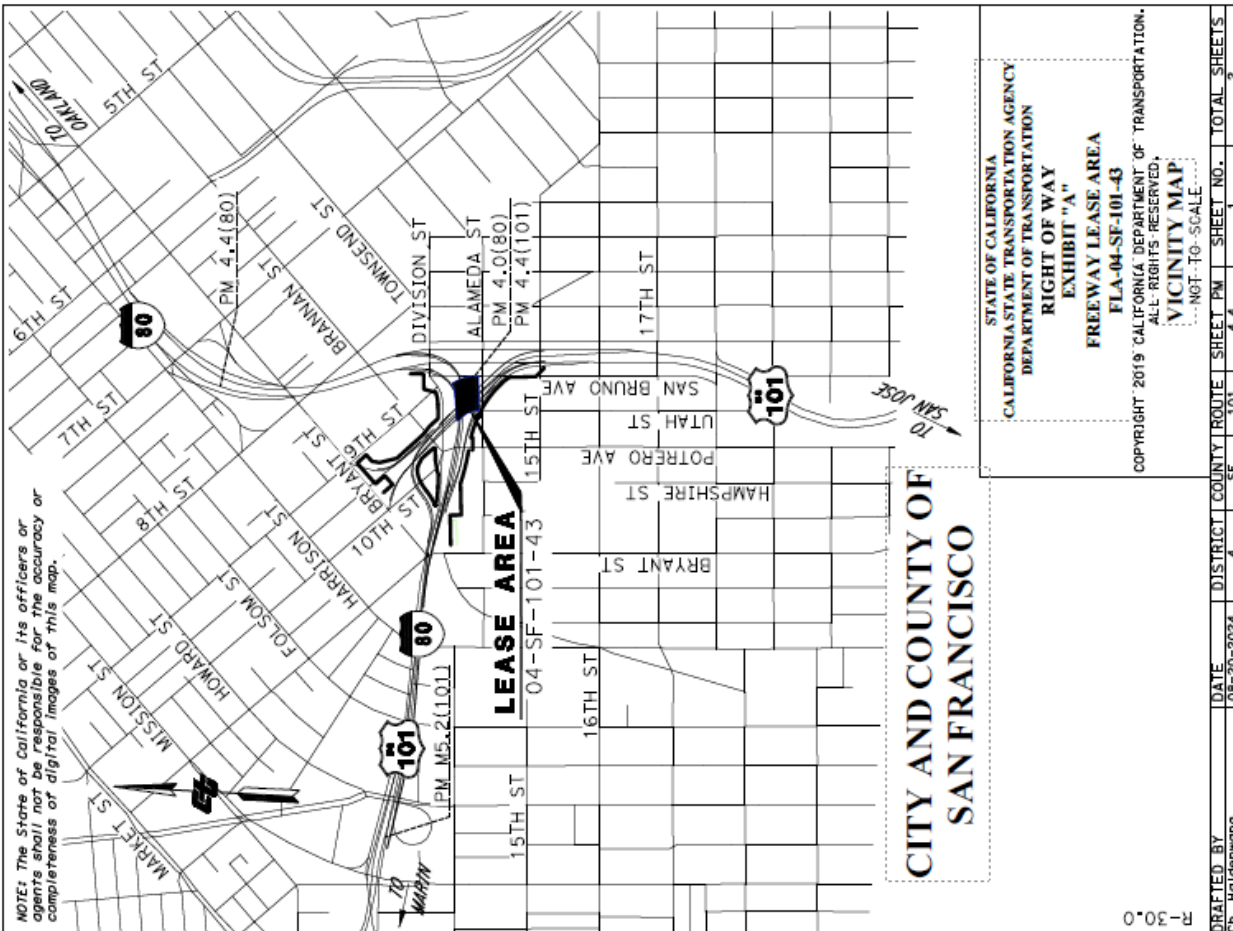 NOTE: The State of California or its officers or
agents shall not be responsible for the accuracy or
completeness of digital images of this map.
TO
OAKLAND
5TH ST
6TH ST
7TH ST
8TH ST
9TH ST
10TH ST
80
PM 4.4(80)
TOWNSEND ST
BRANNAN ST
BRYANT ST
HARRISON ST
FOLSOM ST
HOWARD ST
MISSION ST
MARKET ST
DIVISION ST
ALAMEDA ST
PM 4.0(80)
PM 4.4(101)
15TH ST
17TH ST
SAN BRUNO AVE
UTAH ST
POTRERO AVE
HAMPSHIRE ST
BRYANT ST
101
TO
SAN JOSE
LEASE AREA
04-SF-101-43
80
101
PM M5.2(101)
TO
MARIN
15TH ST
16TH ST
CITY AND COUNTY OF
SAN FRANCISCO
STATE OF CALIFORNIA
CALIFORNIA STATE TRANSPORTATION AGENCY
DEPARTMENT OF TRANSPORTATION
RIGHT OF WAY
EXHIBIT "A"
FREEWAY LEASE AREA
FLA-04-SF-101-43
COPYRIGHT 2019 CALIFORNIA DEPARTMENT OF TRANSPORTATION.
ALL RIGHTS RESERVED.
VICINITY MAP
NOT TO SCALE
R-30.0
DRAFTED BY DATE DISTRICT COUNTY ROUTE SHEET PM SHEET NO. TOTAL SHEETS